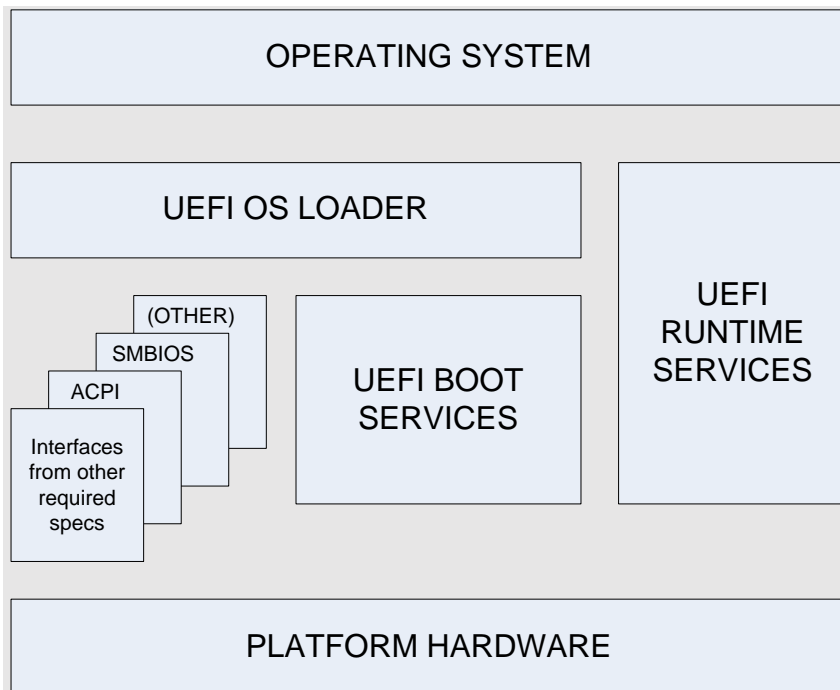 OPERATING SYSTEM
UEFI OS LOADER
UEFI
RUNTIME
SERVICES
(OTHER)
SMBIOS
ACPI
Interfaces
from other
required
specs
UEFI BOOT
SERVICES
PLATFORM HARDWARE